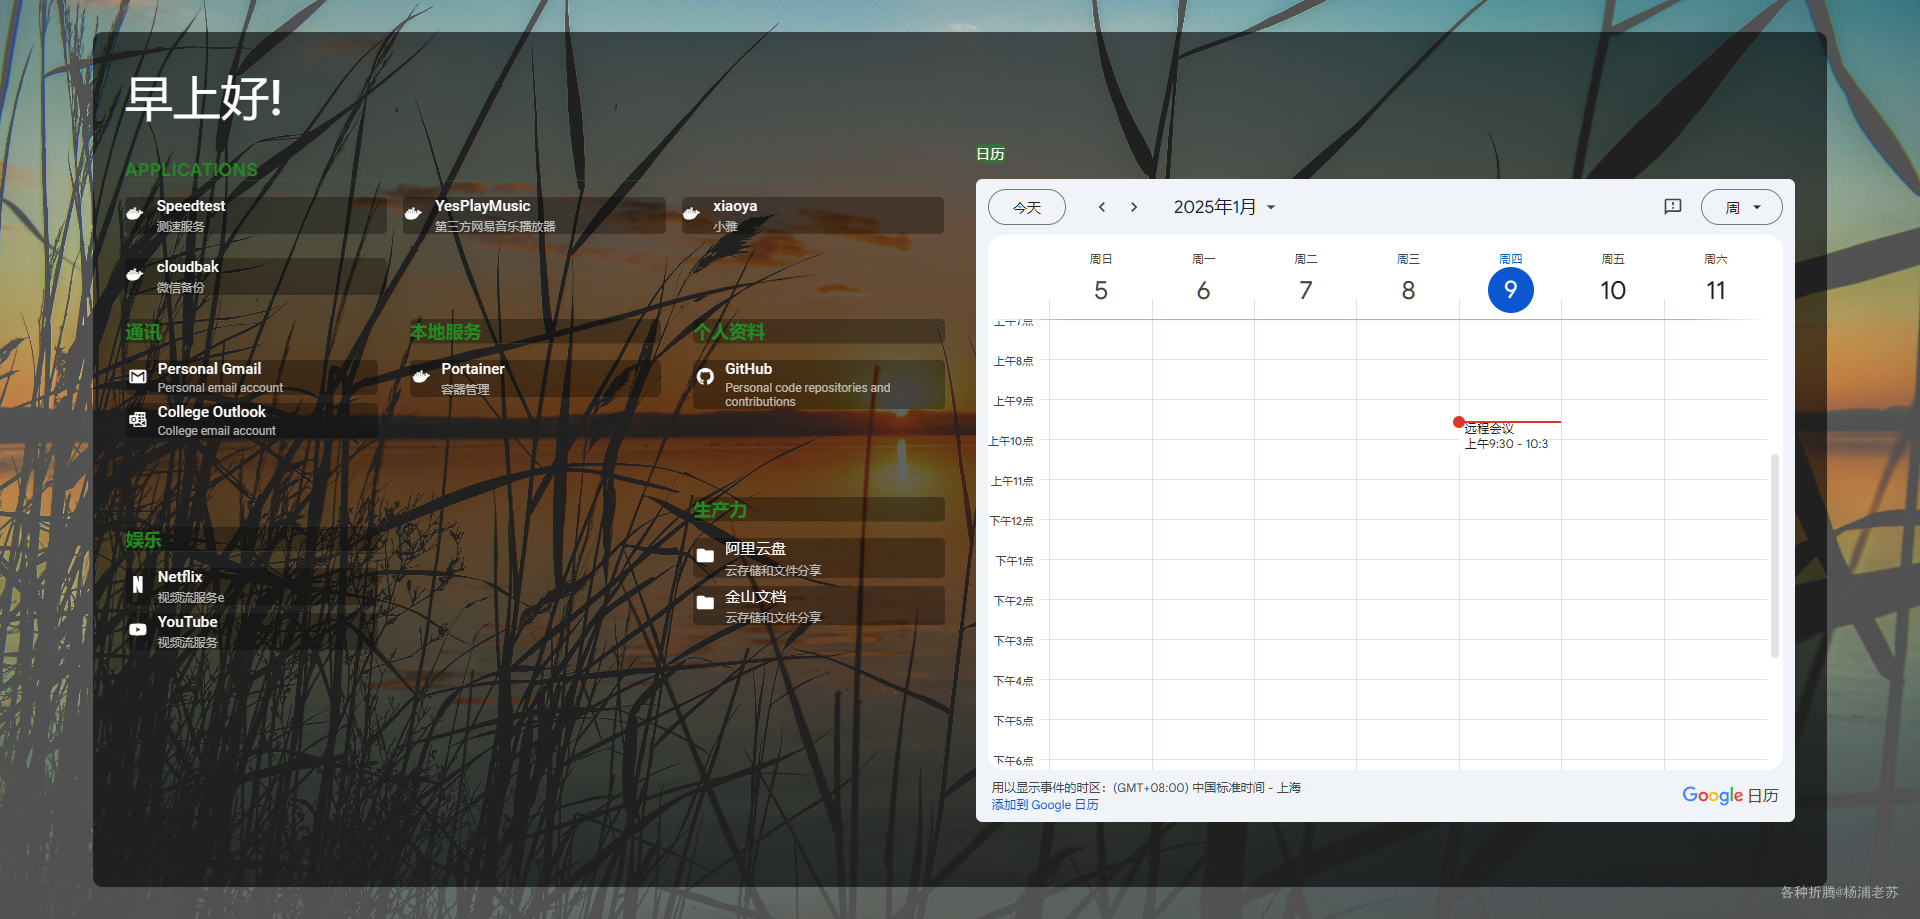 早上好!
APPLICATIONS
Speedtest
测速服务
YesPlayMusic
第三方网易音乐播放器
xiaoya
小雅
cloudbak
微信备份
通讯
Personal Gmail
Personal email account
College Outlook
College email account
本地服务
Portainer
容器管理
个人资料
GitHub
Personal code repositories and
contributions
娱乐
Netflix
视频流服务e
YouTube
视频流服务
生产力
阿里云盘
云存储和文件分享
金山文档
云存储和文件分享
日历
今天
2025年1月
周
周日 周一 周二 周三 周四 周五 周六
5 6 7 8 9 10 11
上午7点
上午8点
上午9点
远程会议
上午9:30 - 10:3
上午10点
上午11点
下午12点
下午1点
下午2点
下午3点
下午4点
下午5点
下午6点
用以显示事件的时区：(GMT+08:00) 中国标准时间 - 上海
添加到 Google 日历
Google 日历
各种折腾@杨浦老苏